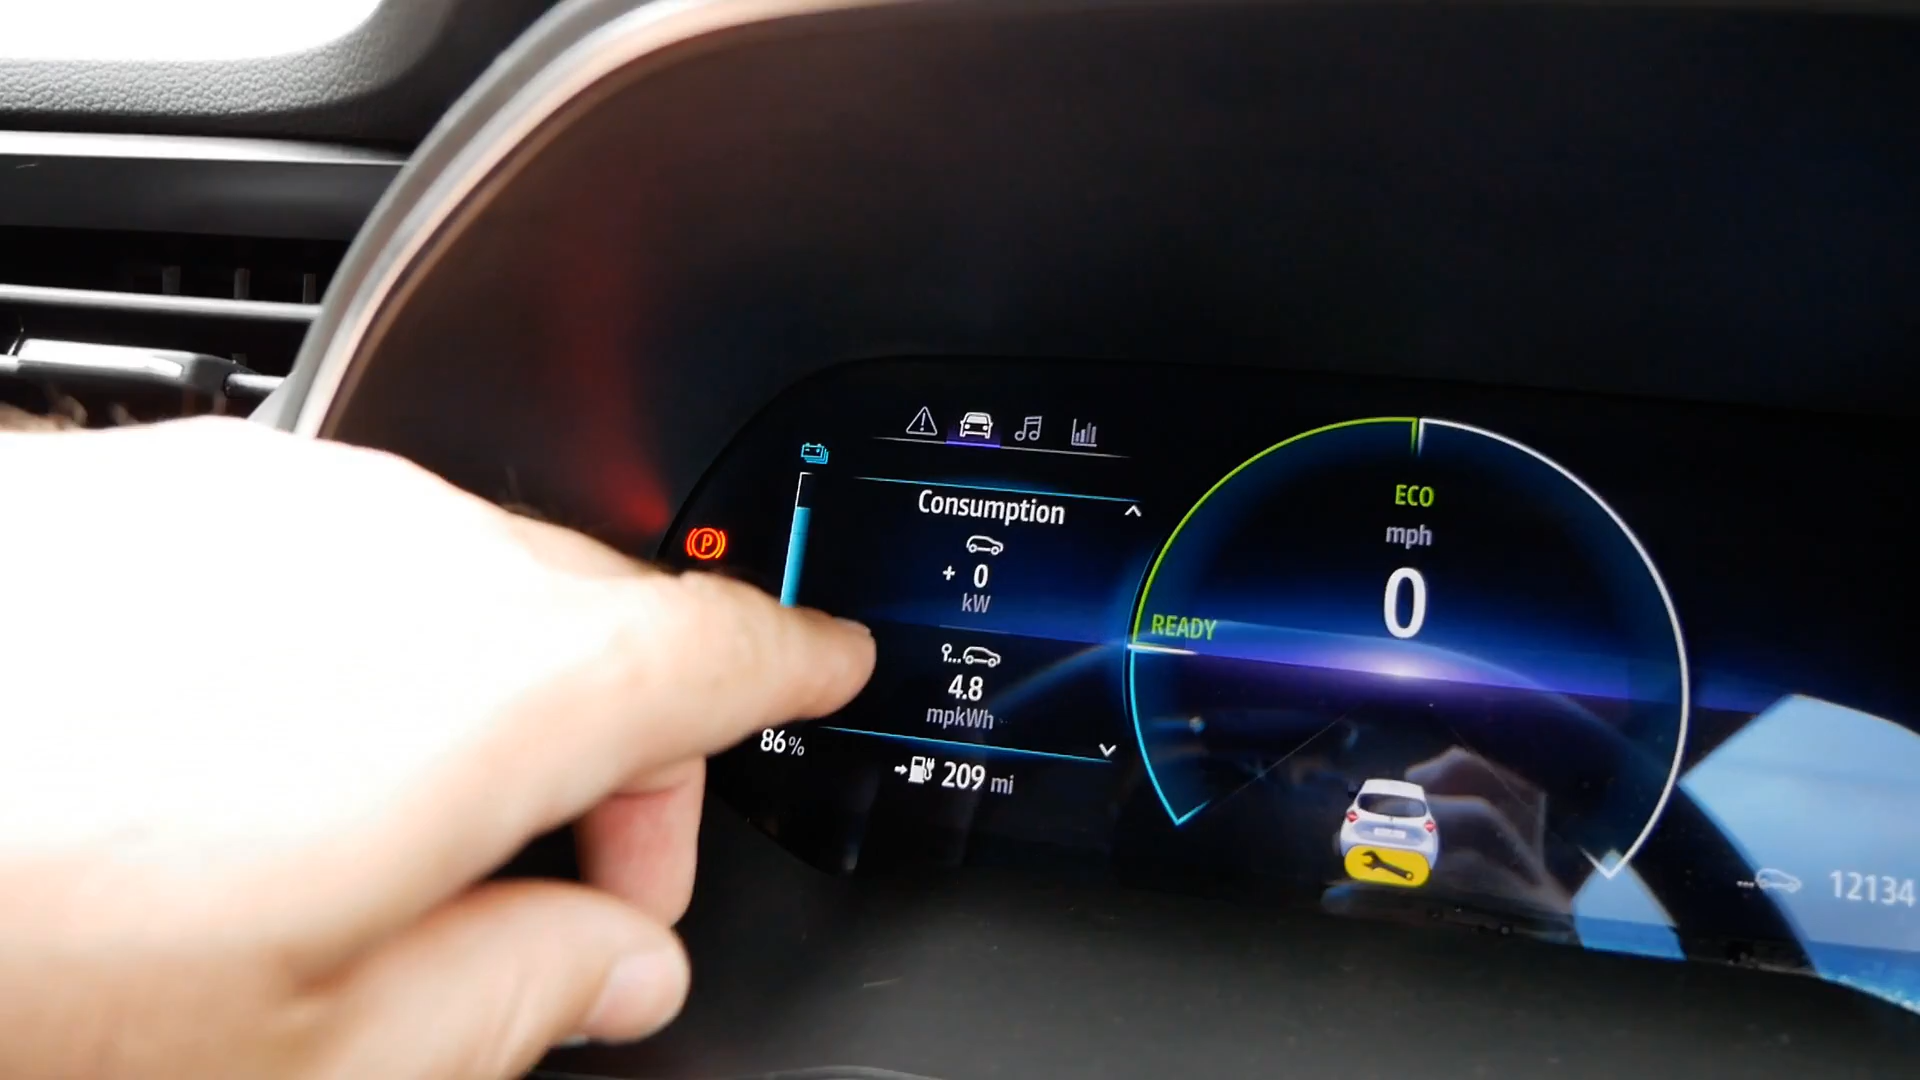 Consumption
+ 0
kW
4.8
mpkWh
86%
209 mi
P
ECO
mph
0
READY
12134